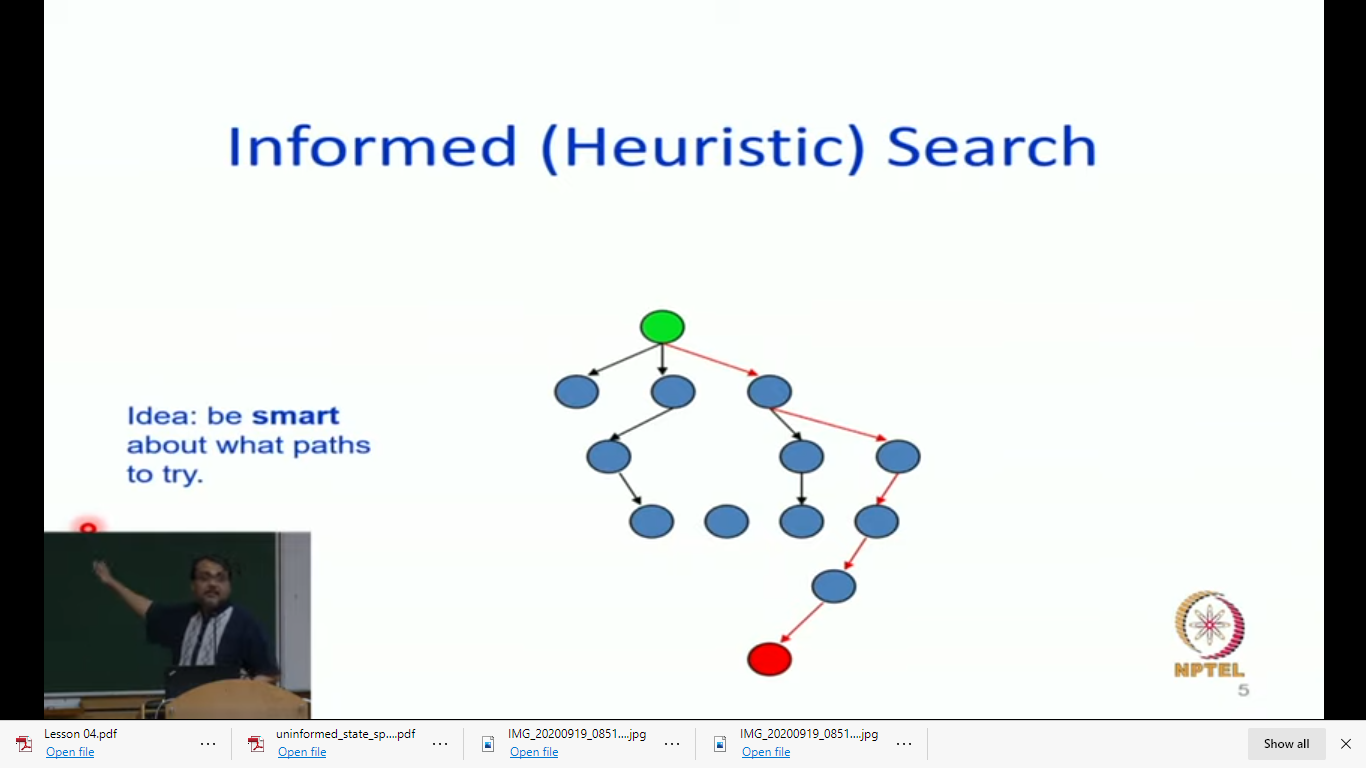 Informed (Heuristic) Search
Idea: be smart
about what paths
to try.
NPTEL
5
Lesson 04.pdf
Open file
uninformed_state_sp....pdf
Open file
IMG_20200919_0851....jpg
Open file
IMG_20200919_0851....jpg
Open file
Show all